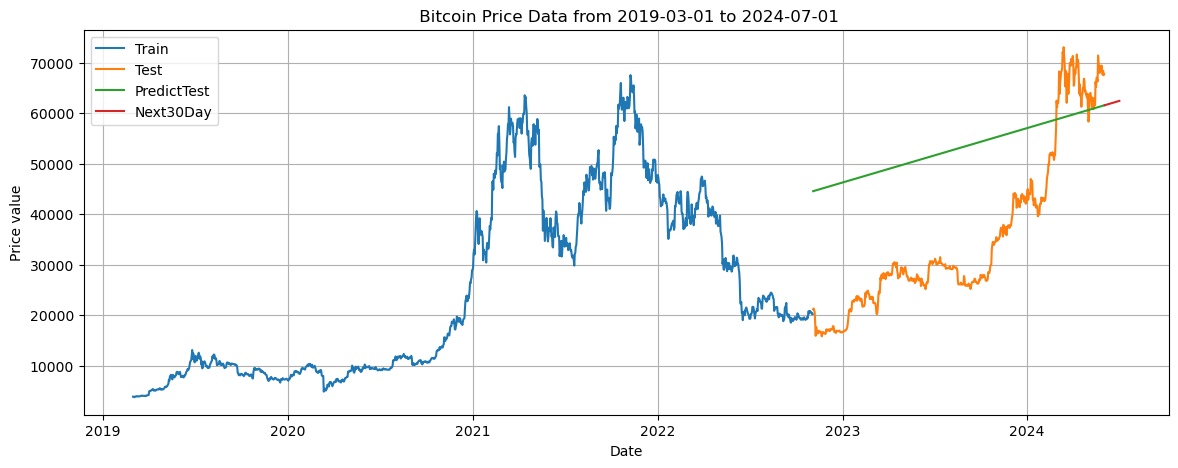 Bitcoin Price Data from 2019-03-01 to 2024-07-01
Train
Test
PredictTest
Next30Day
70000
60000
50000
40000
30000
20000
10000
Price value
2019 2020 2021 2022 2023 2024
Date